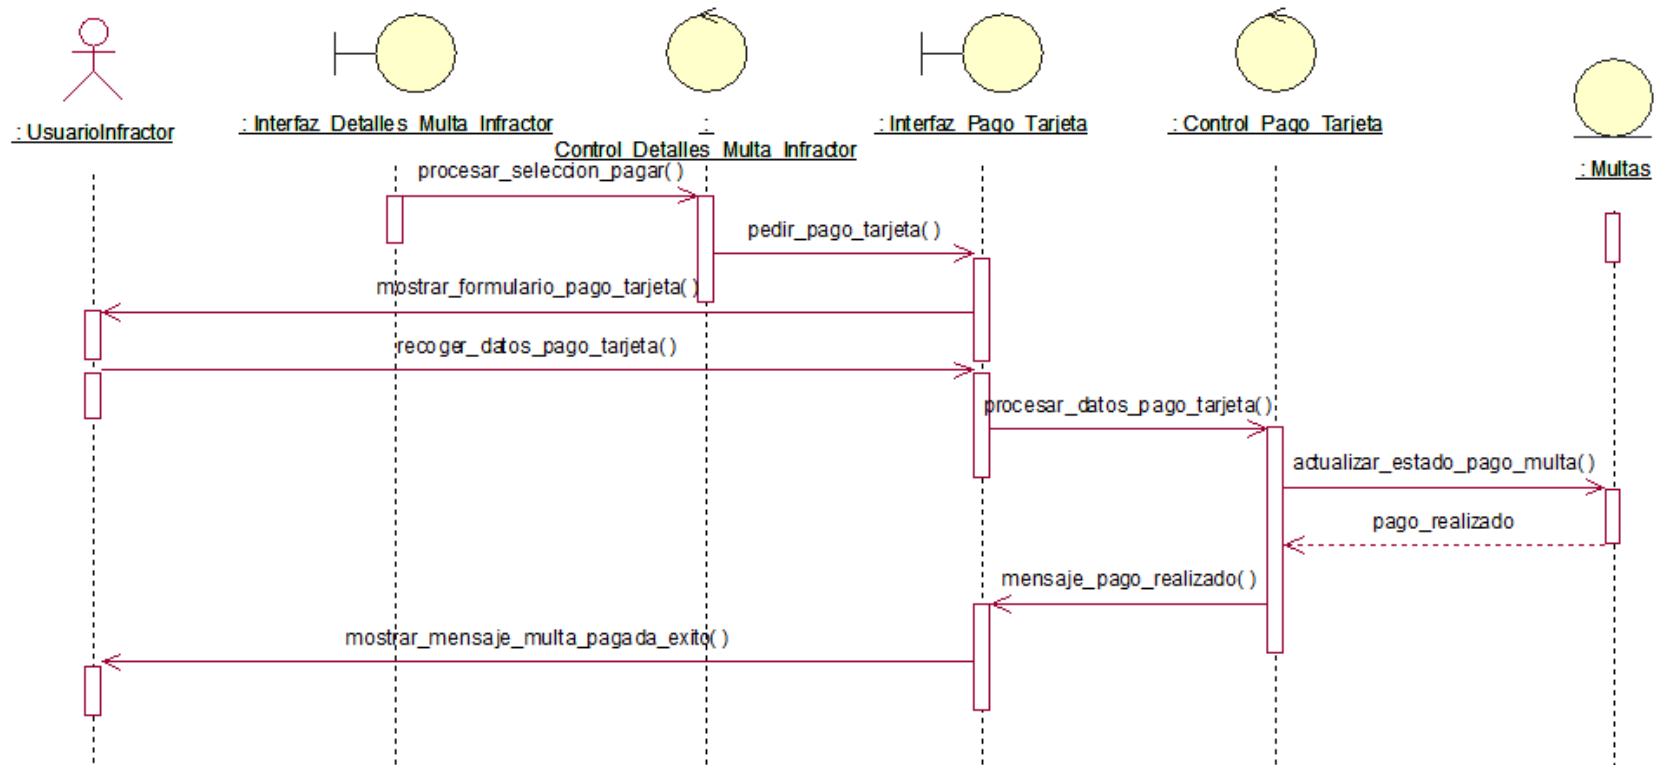 : UsuarioInfractor
: Interfaz_Detalles_Multa_Infractor
:
Control_Detalles_Multa_Infractor
: Interfaz_Pago_Tarjeta
: Control_Pago_Tarjeta
: Multas
procesar_seleccion_pagar( )
pedir_pago_tarjeta( )
mostrar_formulario_pago_tarjeta( )
recoger_datos_pago_tarjeta( )
procesar_datos_pago_tarjeta( )
actualizar_estado_pago_multa( )
pago_realizado
mensaje_pago_realizado( )
mostrar_mensaje_multa_pagada_exito( )